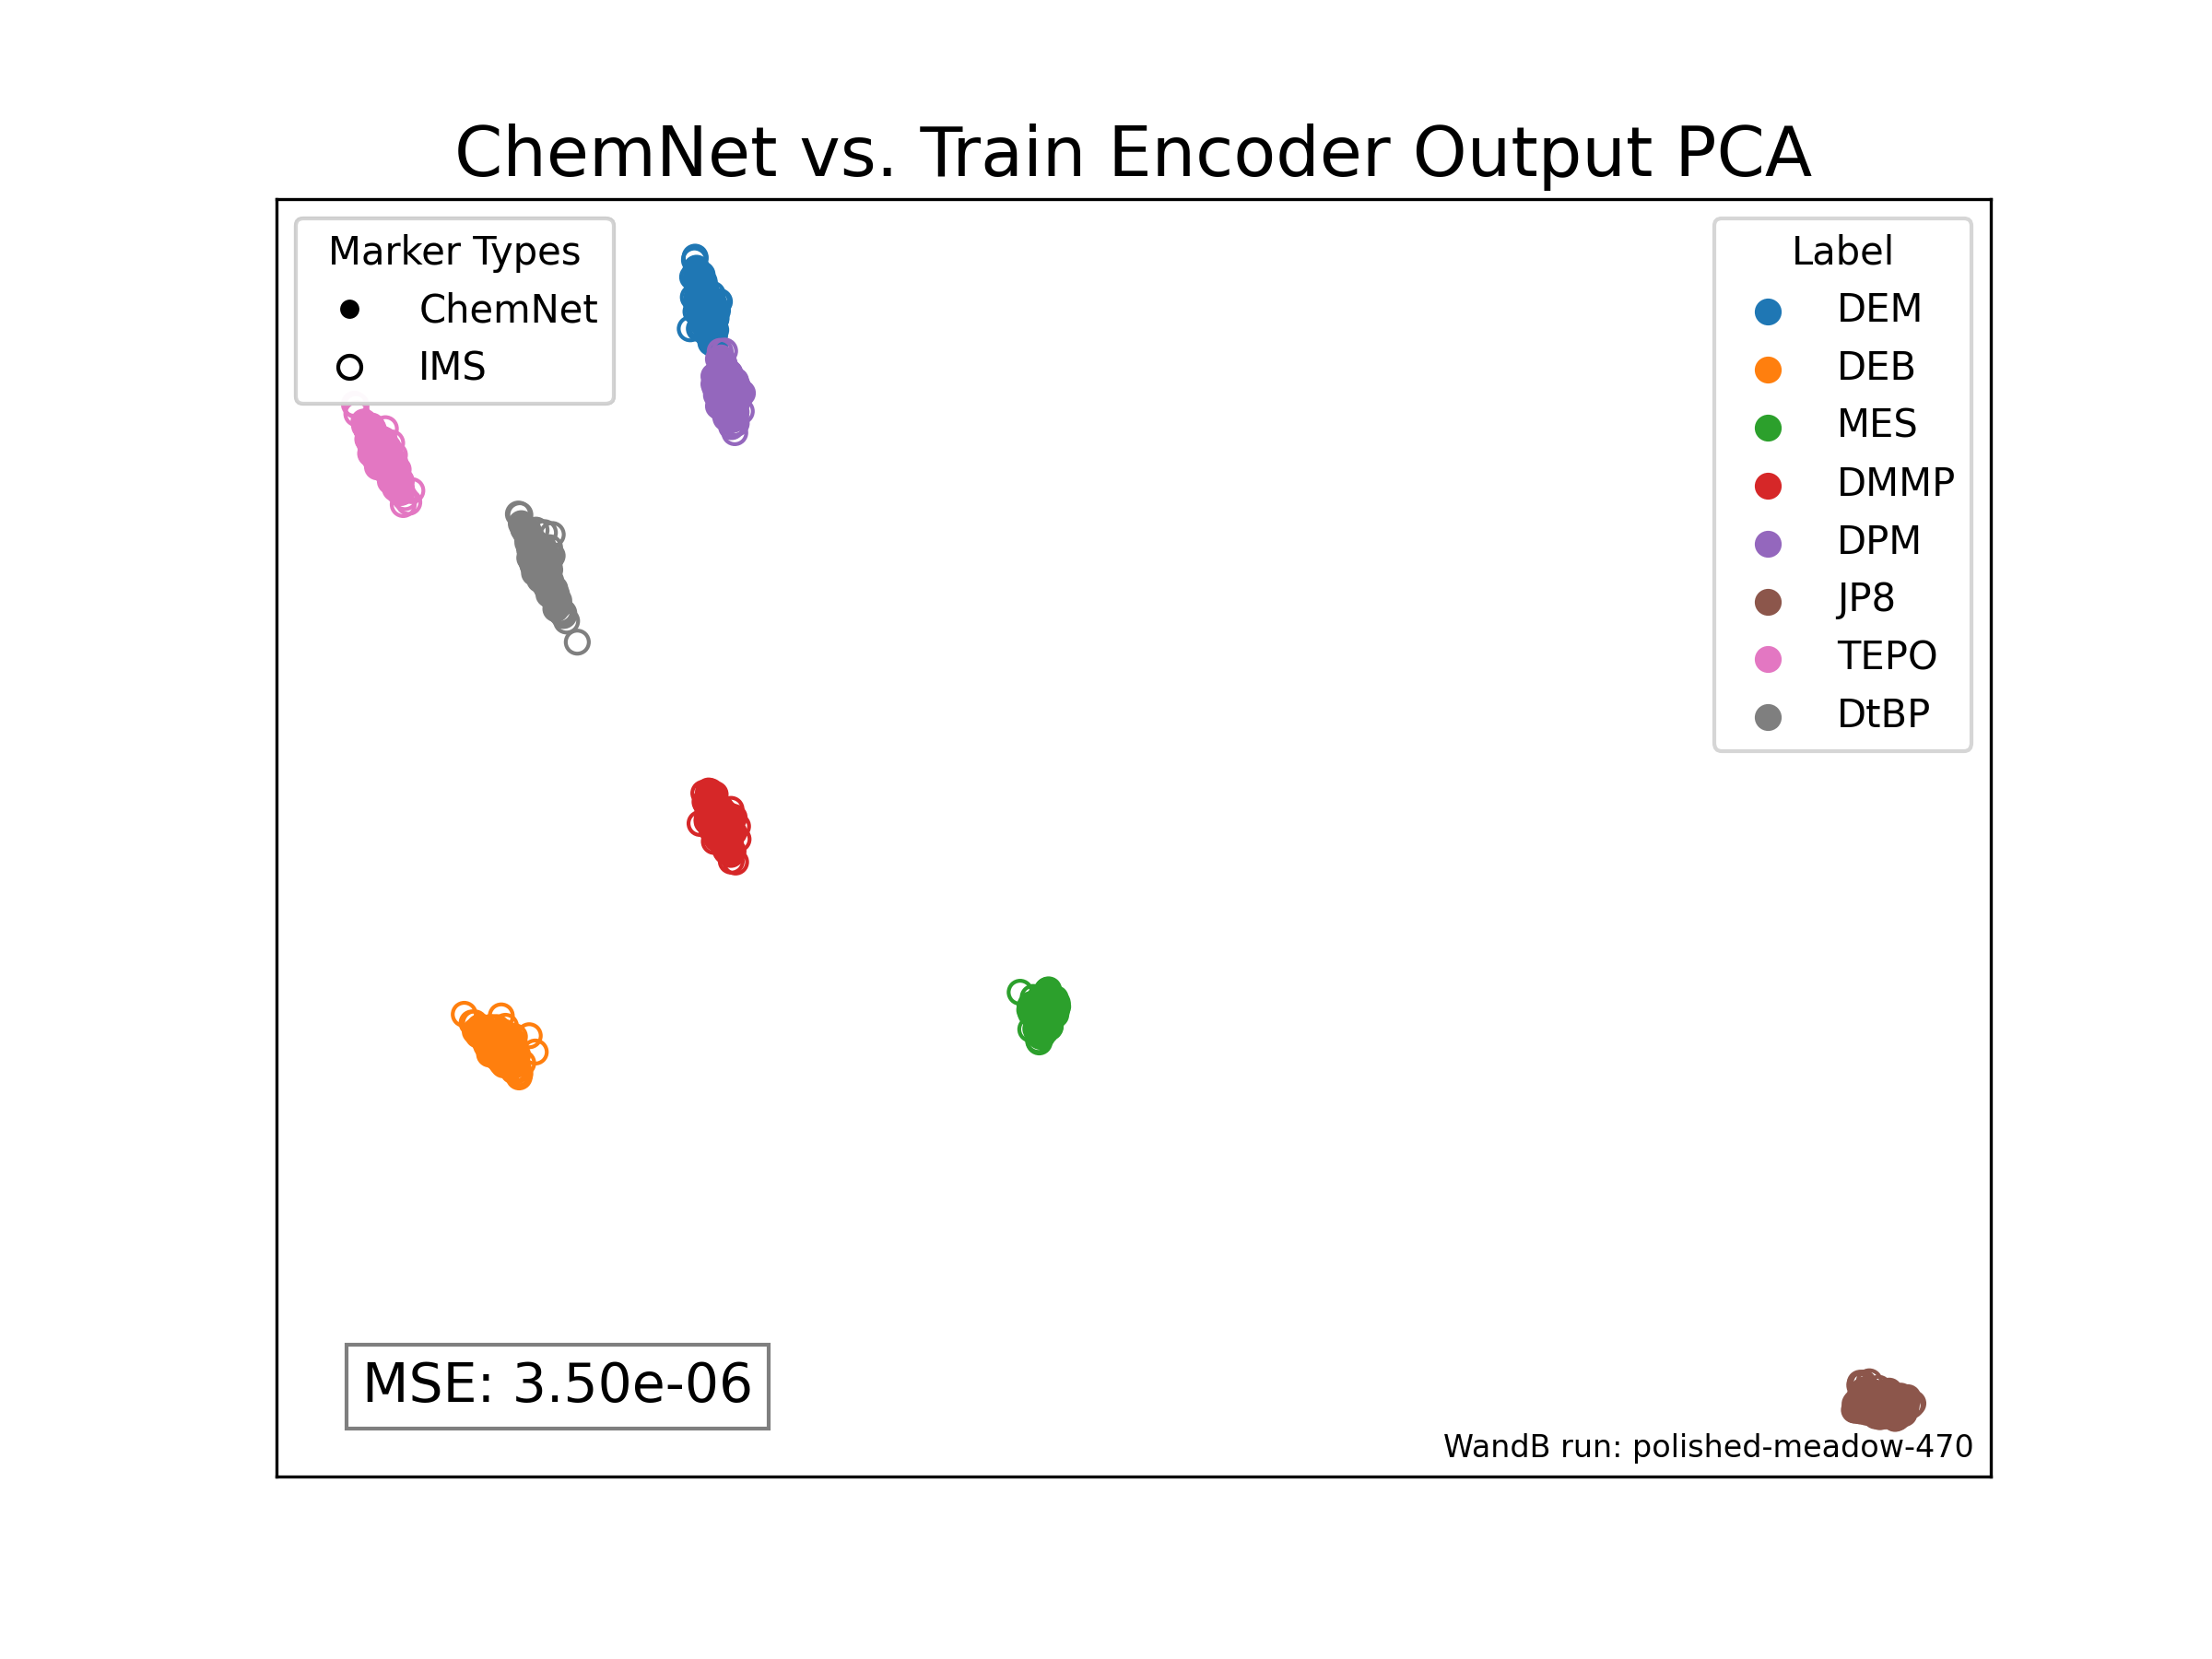 ChemNet vs. Train Encoder Output PCA
Marker Types
ChemNet
IMS
Label
DEM
DEB
MES
DMMP
DPM
JP8
TEPO
DtBP
MSE: 3.50e-06
WandB run: polished-meadow-470